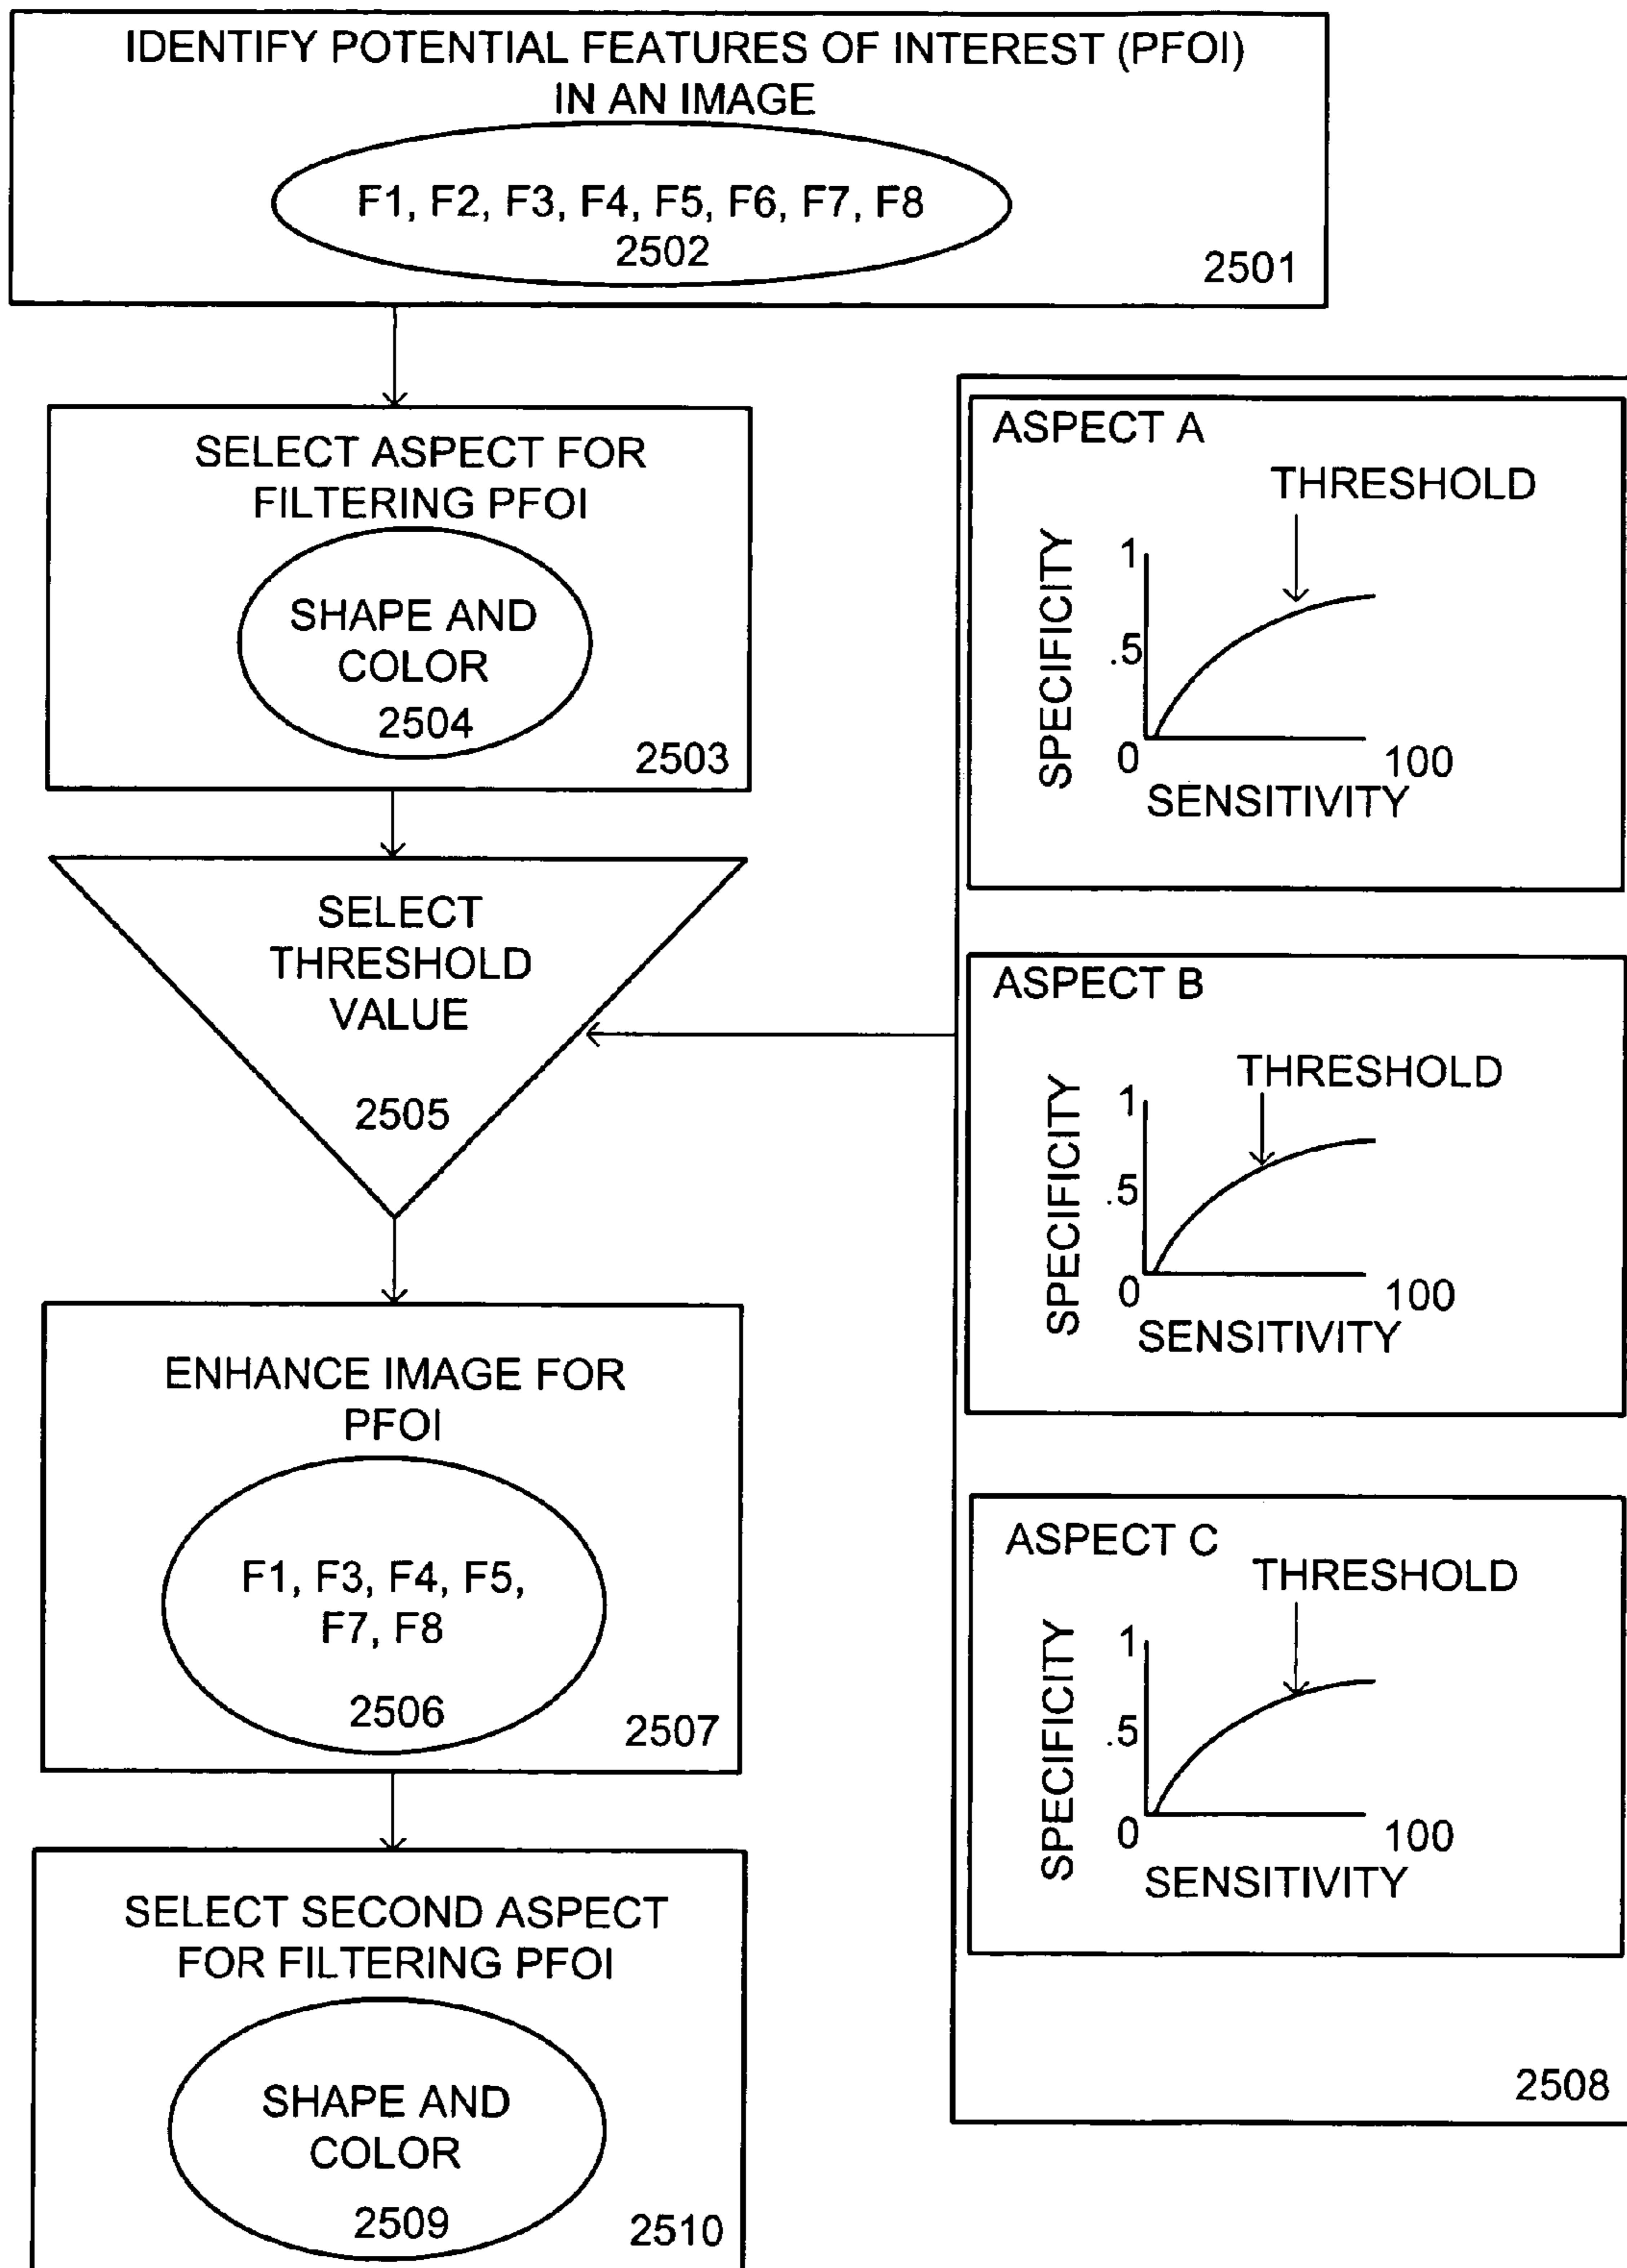 IDENTIFY POTENTIAL FEATURES OF INTEREST (PFOI)
IN AN IMAGE
F1, F2, F3, F4, F5, F6, F7, F8
2502
2501
SELECT ASPECT FOR
FILTERING PFOI
SHAPE AND
COLOR
2504
2503
SELECT
THRESHOLD
VALUE
2505
ENHANCE IMAGE FOR
PFOI
F1, F3, F4, F5,
F7, F8
2506
2507
SELECT SECOND ASPECT
FOR FILTERING PFOI
SHAPE AND
COLOR
2509
2510
ASPECT A
THRESHOLD
SPECIFICITY
1
.5
0
100
SENSITIVITY
ASPECT B
THRESHOLD
SPECIFICITY
1
.5
0
100
SENSITIVITY
ASPECT C
THRESHOLD
SPECIFICITY
1
.5
0
100
SENSITIVITY
2508